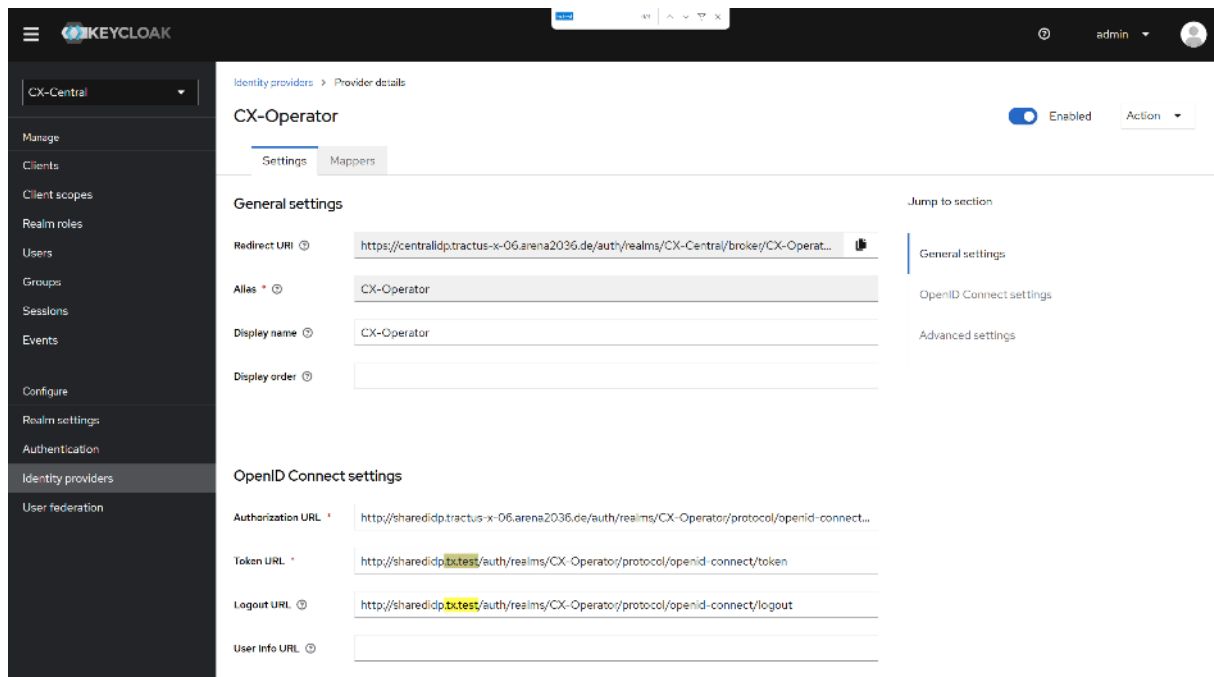 KEYCLOAK
admin
CX-Central
Manage
Clients
Client scopes
Realm roles
Users
Groups
Sessions
Events
Configure
Realm settings
Authentication
Identity providers
User federation
Identity providers > Provider details
CX-Operator
Enabled
Action
Settings
Mappers
General settings
Redirect URI
https://centralidp.tractus-x-06.arena2036.de/auth/realms/CX-Central/broker/CX-Operat...
Alias *
CX-Operator
Display name
CX-Operator
Display order
OpenID Connect settings
Authorization URL *
http://sharedidp.tractus-x-06.arena2036.de/auth/realms/CX-Operator/protocol/openid-connect...
Token URL *
http://sharedidp.tx.test/auth/realms/CX-Operator/protocol/openid-connect/token
Logout URL
http://sharedidp.tx.test/auth/realms/CX-Operator/protocol/openid-connect/logout
User Info URL
Jump to section
General settings
OpenID Connect settings
Advanced settings